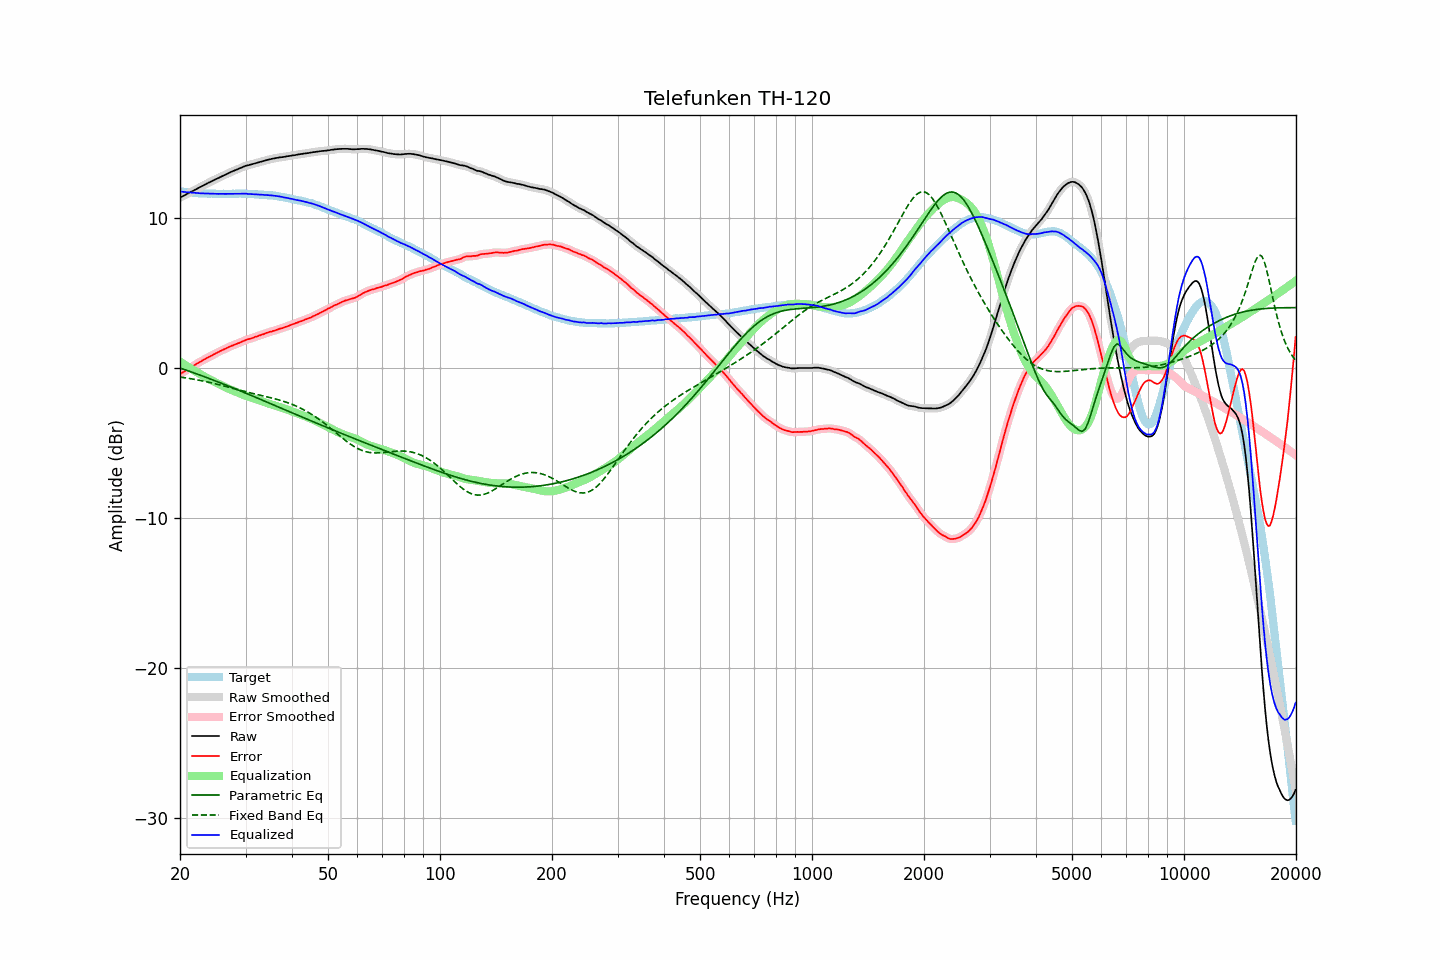 Telefunken TH-120
Amplitude (dBr)
10
0
−10
−20
−30
Target
Raw Smoothed
Error Smoothed
Raw
Error
Equalization
Parametric Eq
Fixed Band Eq
Equalized
20 50 100 200 500 1000 2000 5000 10000 20000
Frequency (Hz)